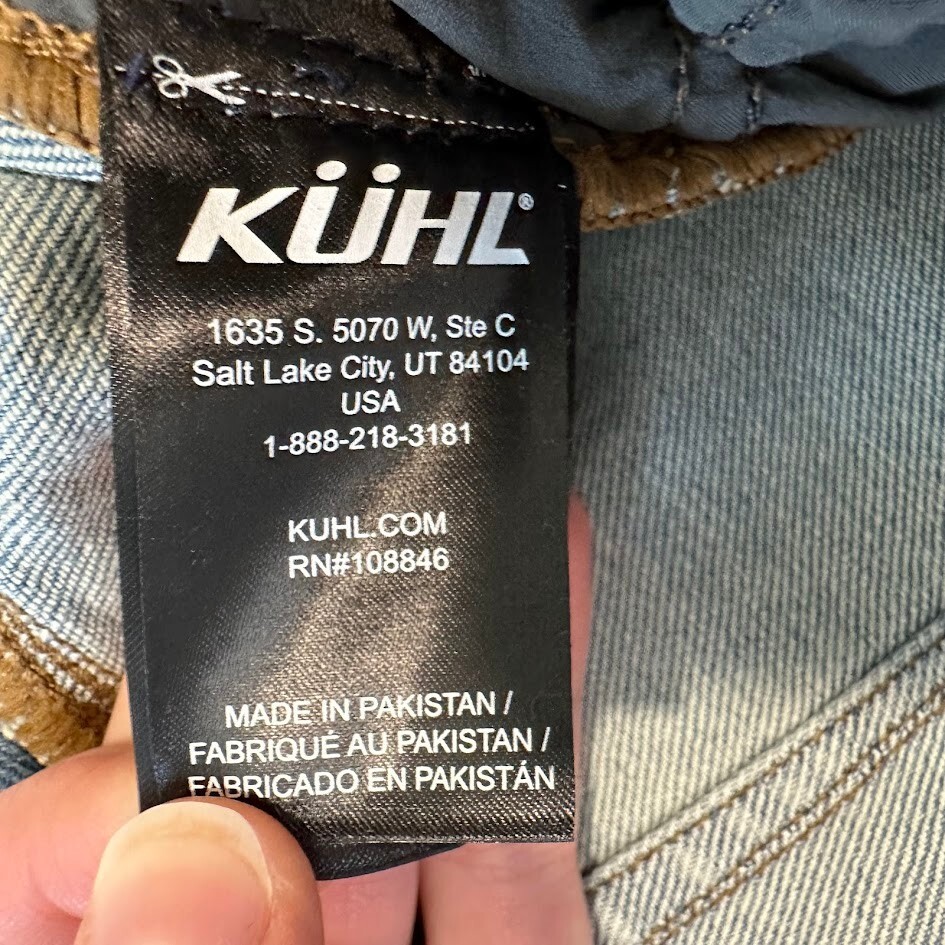 KÜHL®
1635 S. 5070 W, Ste C
Salt Lake City, UT 84104
USA
1-888-218-3181
KUHL.COM
RN#108846
MADE IN PAKISTAN /
FABRIQUÉ AU PAKISTAN /
FABRICADO EN PAKISTÁN